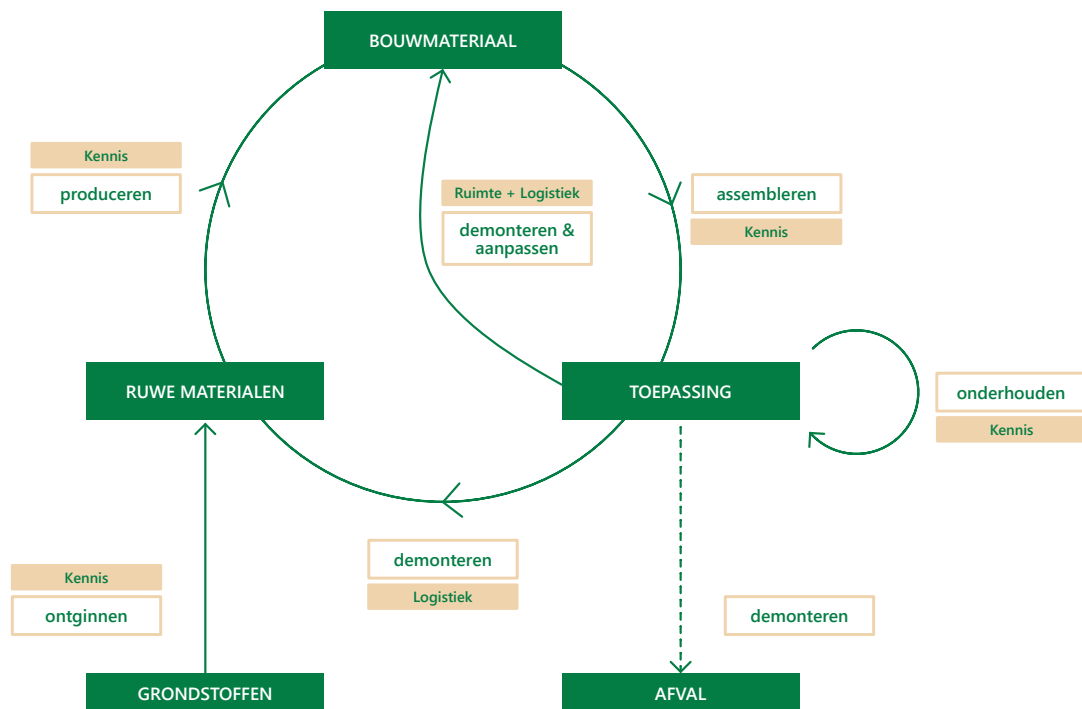 BOUWMATERIAAL
Kennis
produceren
Ruimte + Logistiek
demonteren &
aanpassen
assembleren
Kennis
RUWE MATERIALEN
TOEPASSING
onderhouden
Kennis
demonteren
Logistiek
Kennis
ontginnen
demonteren
GRONDSTOFFEN
AFVAL